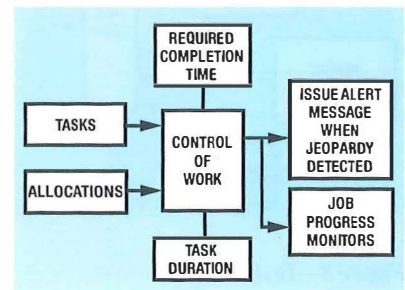 REQUIRED
COMPLETION
TIME
TASKS
ALLOCATIONS
CONTROL
OF
WORK
ISSUE ALERT
MESSAGE
WHEN
JEOPARDY
DETECTED
JOB
PROGRESS
MONITORS
TASK
DURATION